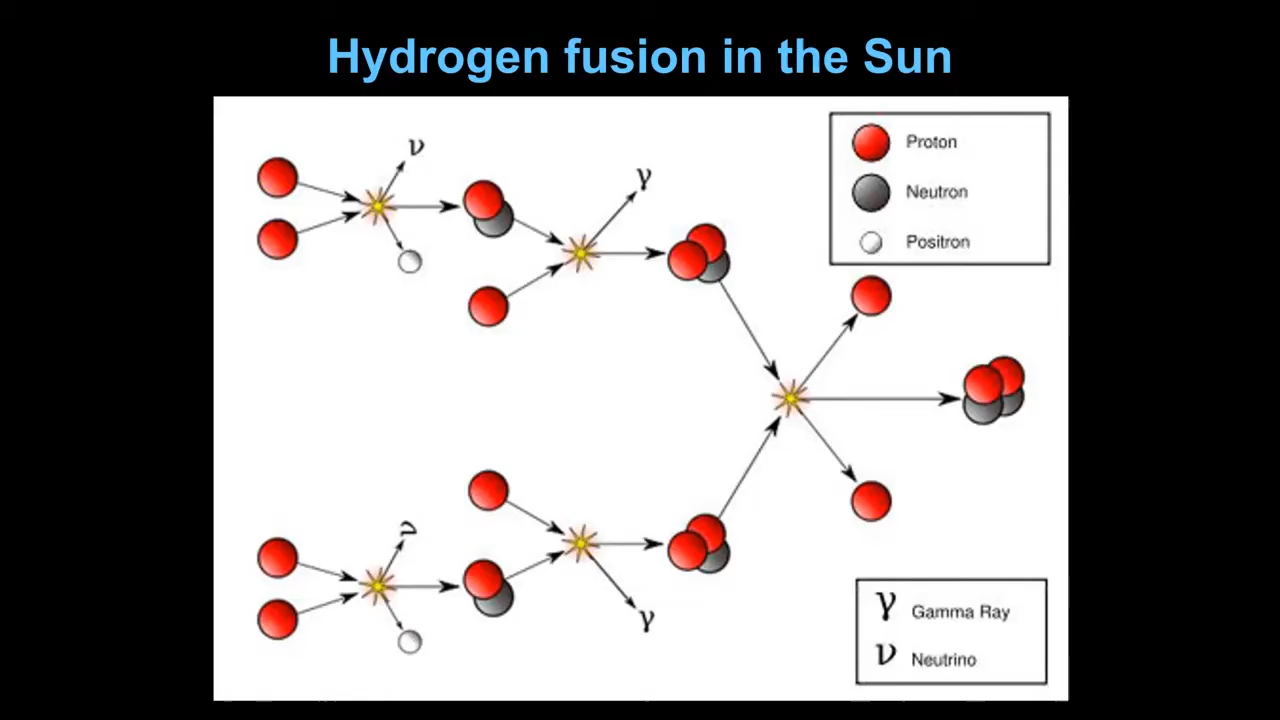 Hydrogen fusion in the Sun
ν
γ
Proton
Neutron
Positron
ν
γ
γ Gamma Ray
ν Neutrino